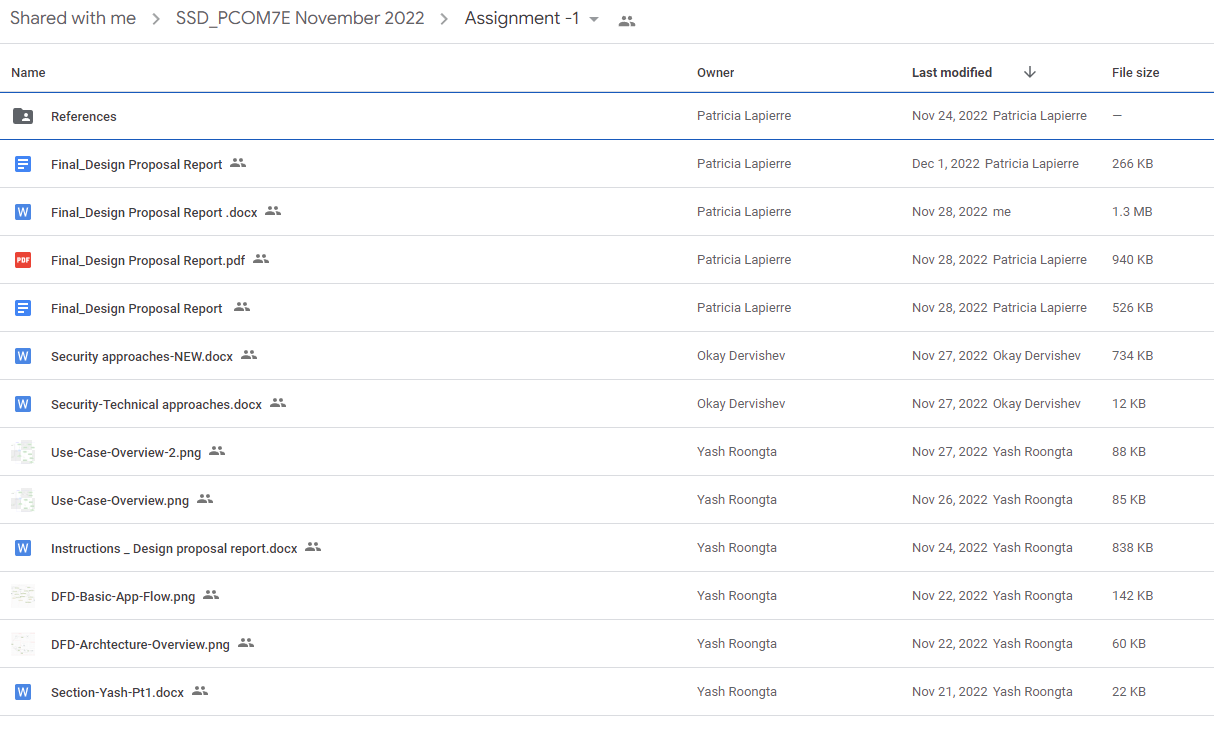 Shared with me > SSD_PCOM7E November 2022 > Assignment -1
Name Owner Last modified File size
References Patricia Lapierre Nov 24, 2022 Patricia Lapierre —
Final_Design Proposal Report Patricia Lapierre Dec 1, 2022 Patricia Lapierre 266 KB
W Final_Design Proposal Report .docx Patricia Lapierre Nov 28, 2022 me 1.3 MB
PDF Final_Design Proposal Report.pdf Patricia Lapierre Nov 28, 2022 Patricia Lapierre 940 KB
Final_Design Proposal Report Patricia Lapierre Nov 28, 2022 Patricia Lapierre 526 KB
W Security approaches-NEW.docx Okay Dervishev Nov 27, 2022 Okay Dervishev 734 KB
W Security-Technical approaches.docx Okay Dervishev Nov 27, 2022 Okay Dervishev 12 KB
Use-Case-Overview-2.png Yash Roongta Nov 27, 2022 Yash Roongta 88 KB
Use-Case-Overview.png Yash Roongta Nov 26, 2022 Yash Roongta 85 KB
W Instructions _ Design proposal report.docx Yash Roongta Nov 24, 2022 Yash Roongta 838 KB
DFD-Basic-App-Flow.png Yash Roongta Nov 22, 2022 Yash Roongta 142 KB
DFD-Archtecture-Overview.png Yash Roongta Nov 22, 2022 Yash Roongta 60 KB
W Section-Yash-Pt1.docx Yash Roongta Nov 21, 2022 Yash Roongta 22 KB